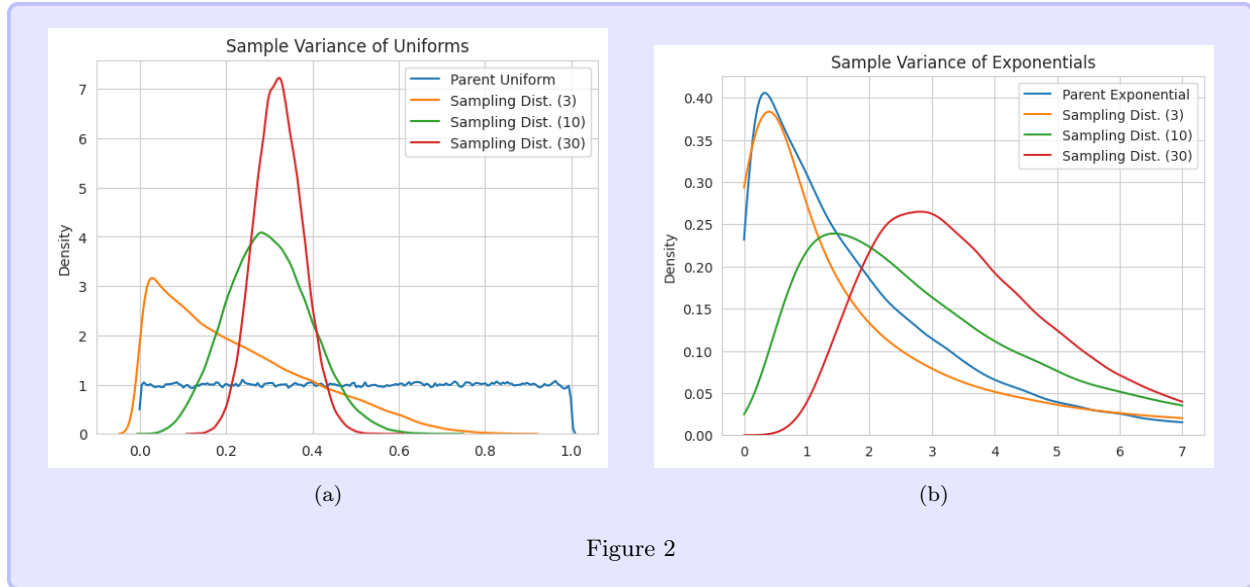 Sample Variance of Uniforms
Parent Uniform
Sampling Dist. (3)
Sampling Dist. (10)
Sampling Dist. (30)
Density
7
6
5
4
3
2
1
0
0.0 0.2 0.4 0.6 0.8 1.0
(a)
Sample Variance of Exponentials
Parent Exponential
Sampling Dist. (3)
Sampling Dist. (10)
Sampling Dist. (30)
Density
0.40
0.35
0.30
0.25
0.20
0.15
0.10
0.05
0.00
0 1 2 3 4 5 6 7
(b)
Figure 2